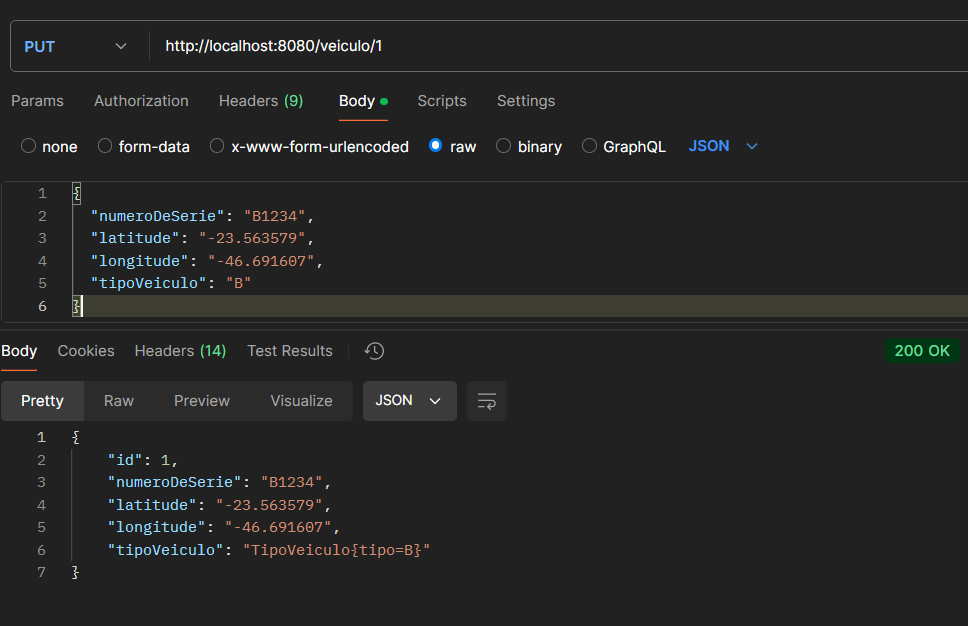 PUT http://localhost:8080/veiculo/1
Params Authorization Headers (9) Body Scripts Settings
none form-data x-www-form-urlencoded raw binary GraphQL JSON
1 {
2 "numeroDeSerie": "B1234",
3 "latitude": "-23.563579",
4 "longitude": "-46.691607",
5 "tipoVeiculo": "B"
6 }
Body Cookies Headers (14) Test Results 200 OK
Pretty Raw Preview Visualize JSON
1 {
2 "id": 1,
3 "numeroDeSerie": "B1234",
4 "latitude": "-23.563579",
5 "longitude": "-46.691607",
6 "tipoVeiculo": "TipoVeiculo{tipo=B}"
7 }